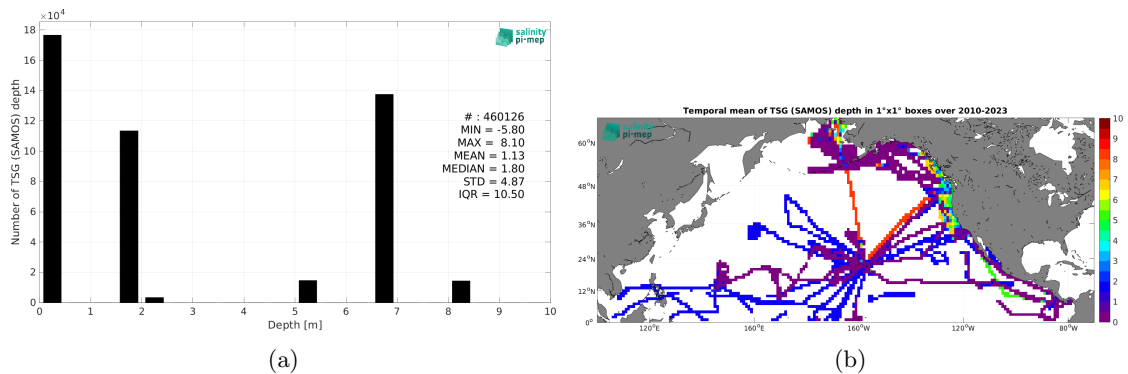 ×10⁴
18
16
14
12
10
8
6
4
2
0
0 1 2 3 4 5 6 7 8 9 10
Number of TSG (SAMOS) depth
Depth [m]
salinity
pi-mep
# : 460126
MIN = -5.80
MAX = 8.10
MEAN = 1.13
MEDIAN = 1.80
STD = 4.87
IQR = 10.50
(a)
Temporal mean of TSG (SAMOS) depth in 1°x1° boxes over 2010-2023
salinity
pi-mep
60°N
48°N
36°N
24°N
12°N
0°
120°E 160°E 160°W 120°W 80°W
10
9
8
7
6
5
4
3
2
1
0
(b)